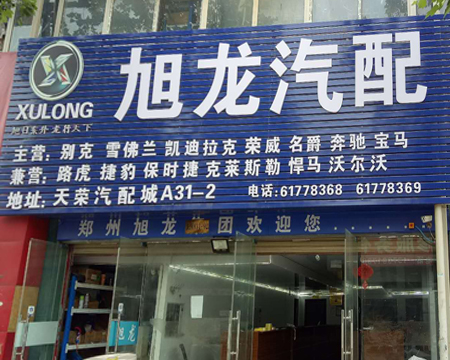 旭龙汽配
XULONG
旭日东升 龙行天下
主营: 别克 雪佛兰 凯迪拉克 荣威 名爵 奔驰 宝马
兼营: 路虎 捷豹 保时捷 克莱斯勒 悍马 沃尔沃
地址: 天荣汽配城A31-2 电话:61778368 61778369
郑州旭龙 团欢迎您...
旭龙